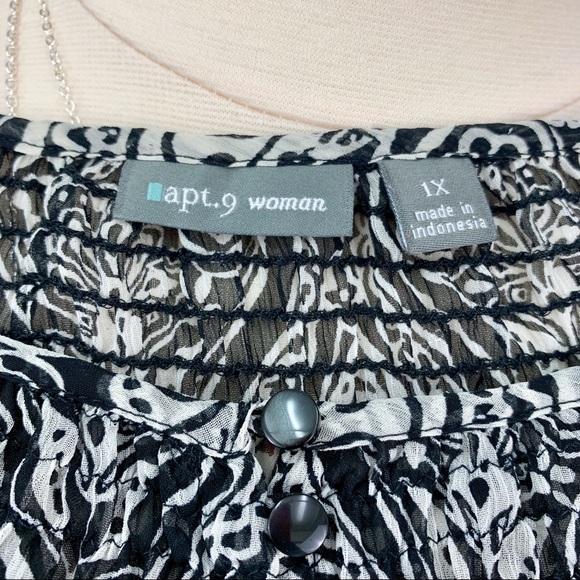 apt.9 woman
1X
made in
indonesia